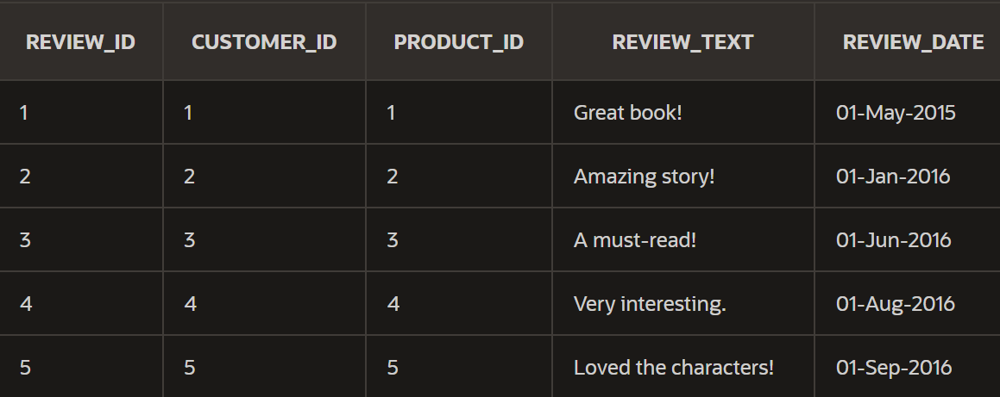 REVIEW_ID CUSTOMER_ID PRODUCT_ID REVIEW_TEXT REVIEW_DATE
1 1 1 Great book! 01-May-2015
2 2 2 Amazing story! 01-Jan-2016
3 3 3 A must-read! 01-Jun-2016
4 4 4 Very interesting. 01-Aug-2016
5 5 5 Loved the characters! 01-Sep-2016